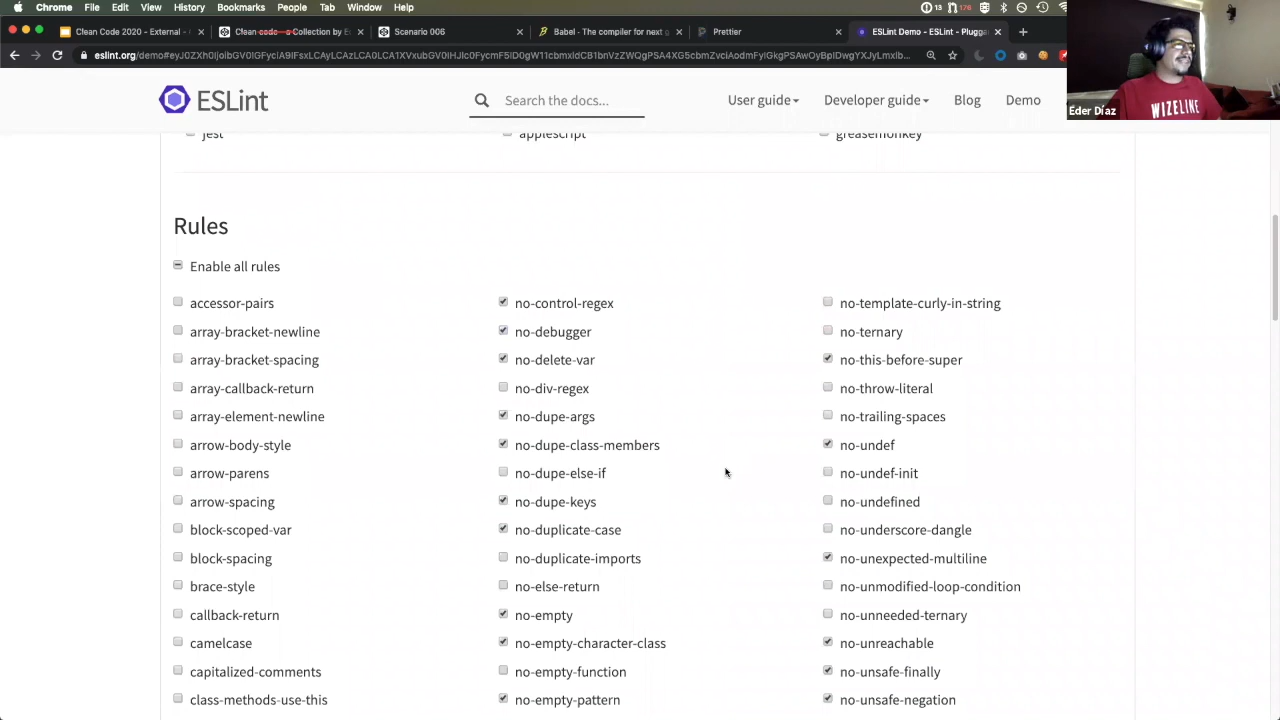 Chrome File Edit View History Bookmarks People Tab Window Help 13 176
Clean Code 2020 - External -
Clean code - a Collection by E
Scenario 006
Babel - The compiler for next g
Prettier
ESLint Demo - Plugga
WIZELINE
Éder Díaz
ESLint
Search the docs...
User guide
Developer guide
Blog
Demo
jest
applescript
greasemonkey
Rules
Enable all rules
accessor-pairs
no-control-regex
no-template-curly-in-string
array-bracket-newline
no-debugger
no-ternary
array-bracket-spacing
no-delete-var
no-this-before-super
array-callback-return
no-div-regex
no-throw-literal
array-element-newline
no-dupe-args
no-trailing-spaces
arrow-body-style
no-dupe-class-members
no-undef
arrow-parens
no-dupe-else-if
no-undef-init
arrow-spacing
no-dupe-keys
no-undefined
block-scoped-var
no-duplicate-case
no-underscore-dangle
block-spacing
no-duplicate-imports
no-unexpected-multiline
brace-style
no-else-return
no-unmodified-loop-condition
callback-return
no-empty
no-unneeded-ternary
camelcase
no-empty-character-class
no-unreachable
capitalized-comments
no-empty-function
no-unsafe-finally
class-methods-use-this
no-empty-pattern
no-unsafe-negation